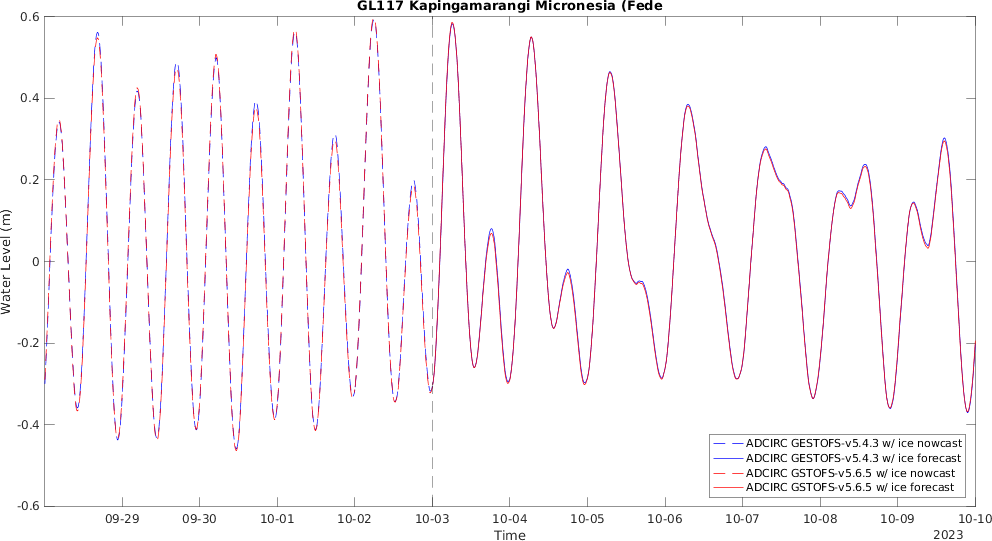 GL117 Kapingamarangi Micronesia (Fede
0.6
0.4
0.2
0
-0.2
-0.4
-0.6
Water Level (m)
09-29 09-30 10-01 10-02 10-03 10-04 10-05 10-06 10-07 10-08 10-09 10-10
Time
2023
ADCIRC GESTOFS-v5.4.3 w/ ice nowcast
ADCIRC GESTOFS-v5.4.3 w/ ice forecast
ADCIRC GSTOFS-v5.6.5 w/ ice nowcast
ADCIRC GSTOFS-v5.6.5 w/ ice forecast